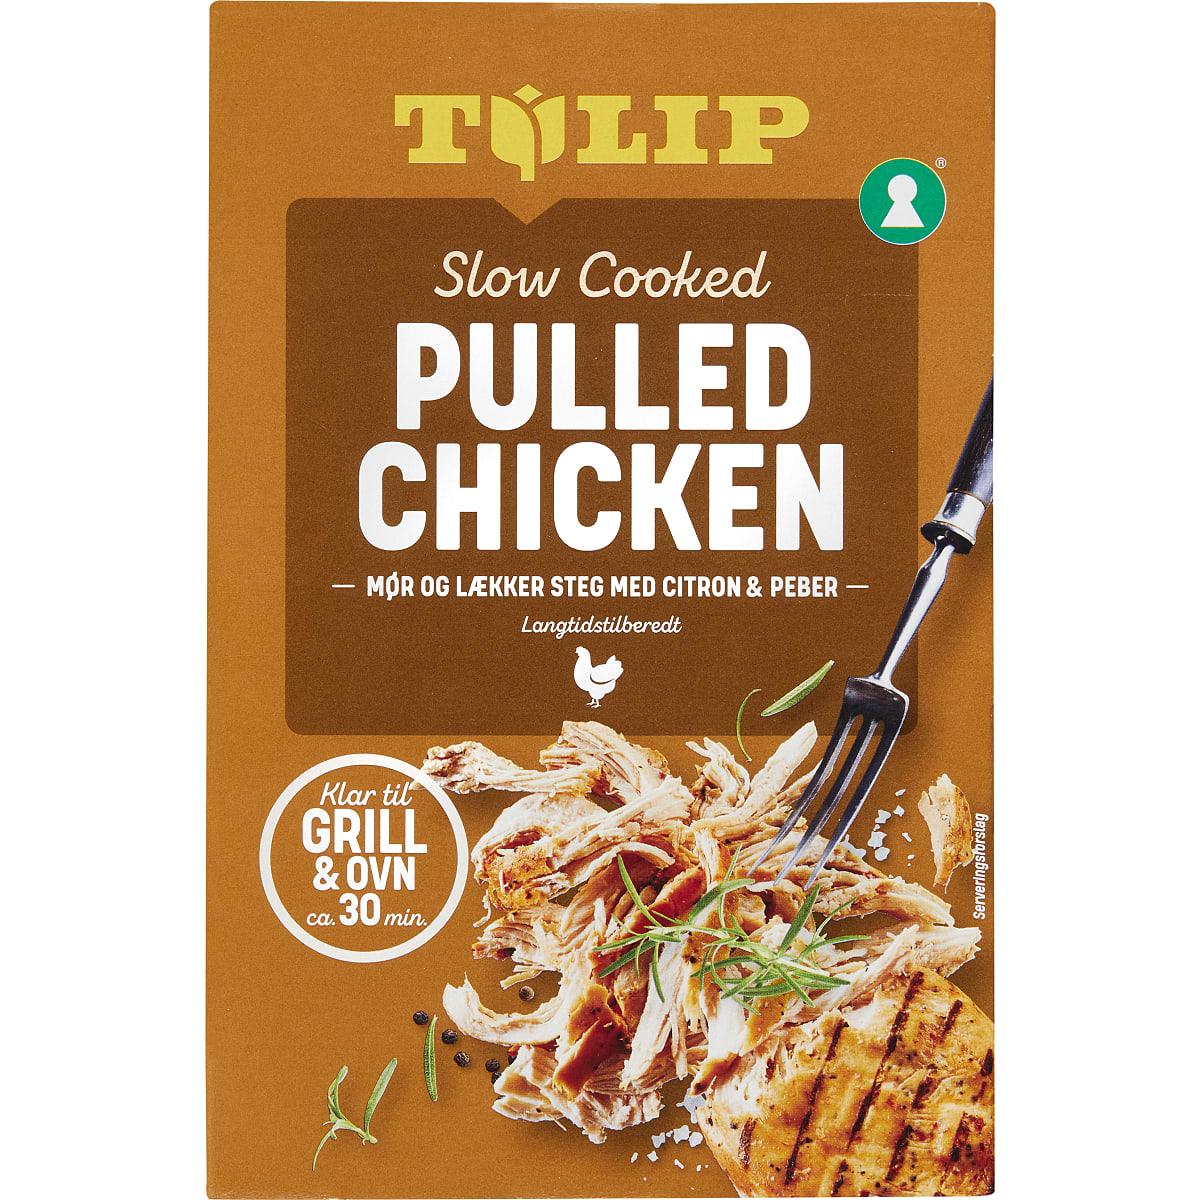 TULIP
®
Slow Cooked
PULLED
CHICKEN
— MØR OG LÆKKER STEG MED CITRON & PEBER —
Langtidstilberedt
Klar til
GRILL
& OVN
ca. 30 min.
Serveringsforslag